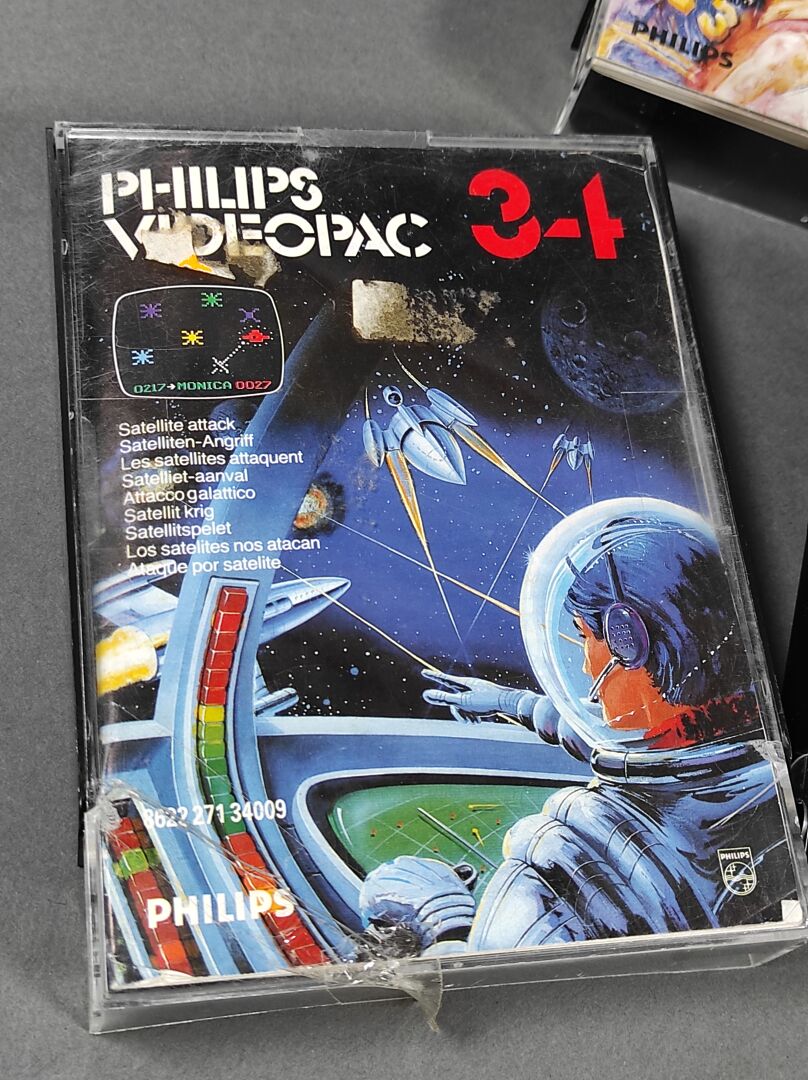 PHILIPS
PHILIPS
VIDEOPAC
34
0217→MONICA 0027
Satellite attack
Satelliten-Angriff
Les satellites attaquent
Satelliet-aanval
Attacco galattico
Satellit krig
Satellitspelet
Los satelites nos atacan
Ataque por satelite
8622 271 34009
PHILIPS
PHILIPS